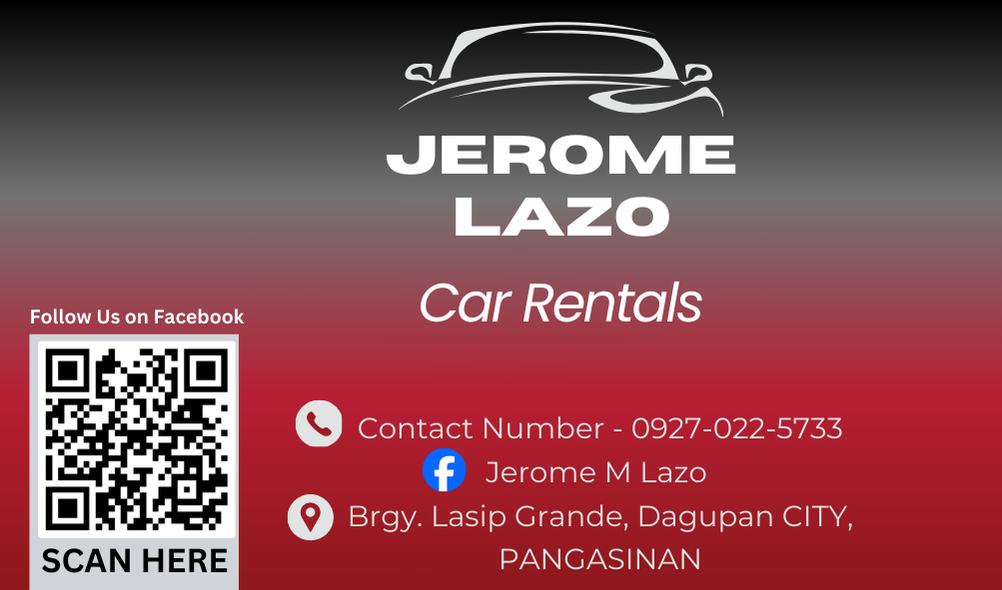 JEROME
LAZO
Car Rentals
Follow Us on Facebook
SCAN HERE
Contact Number - 0927-022-5733
Jerome M Lazo
Brgy. Lasip Grande, Dagupan CITY,
PANGASINAN